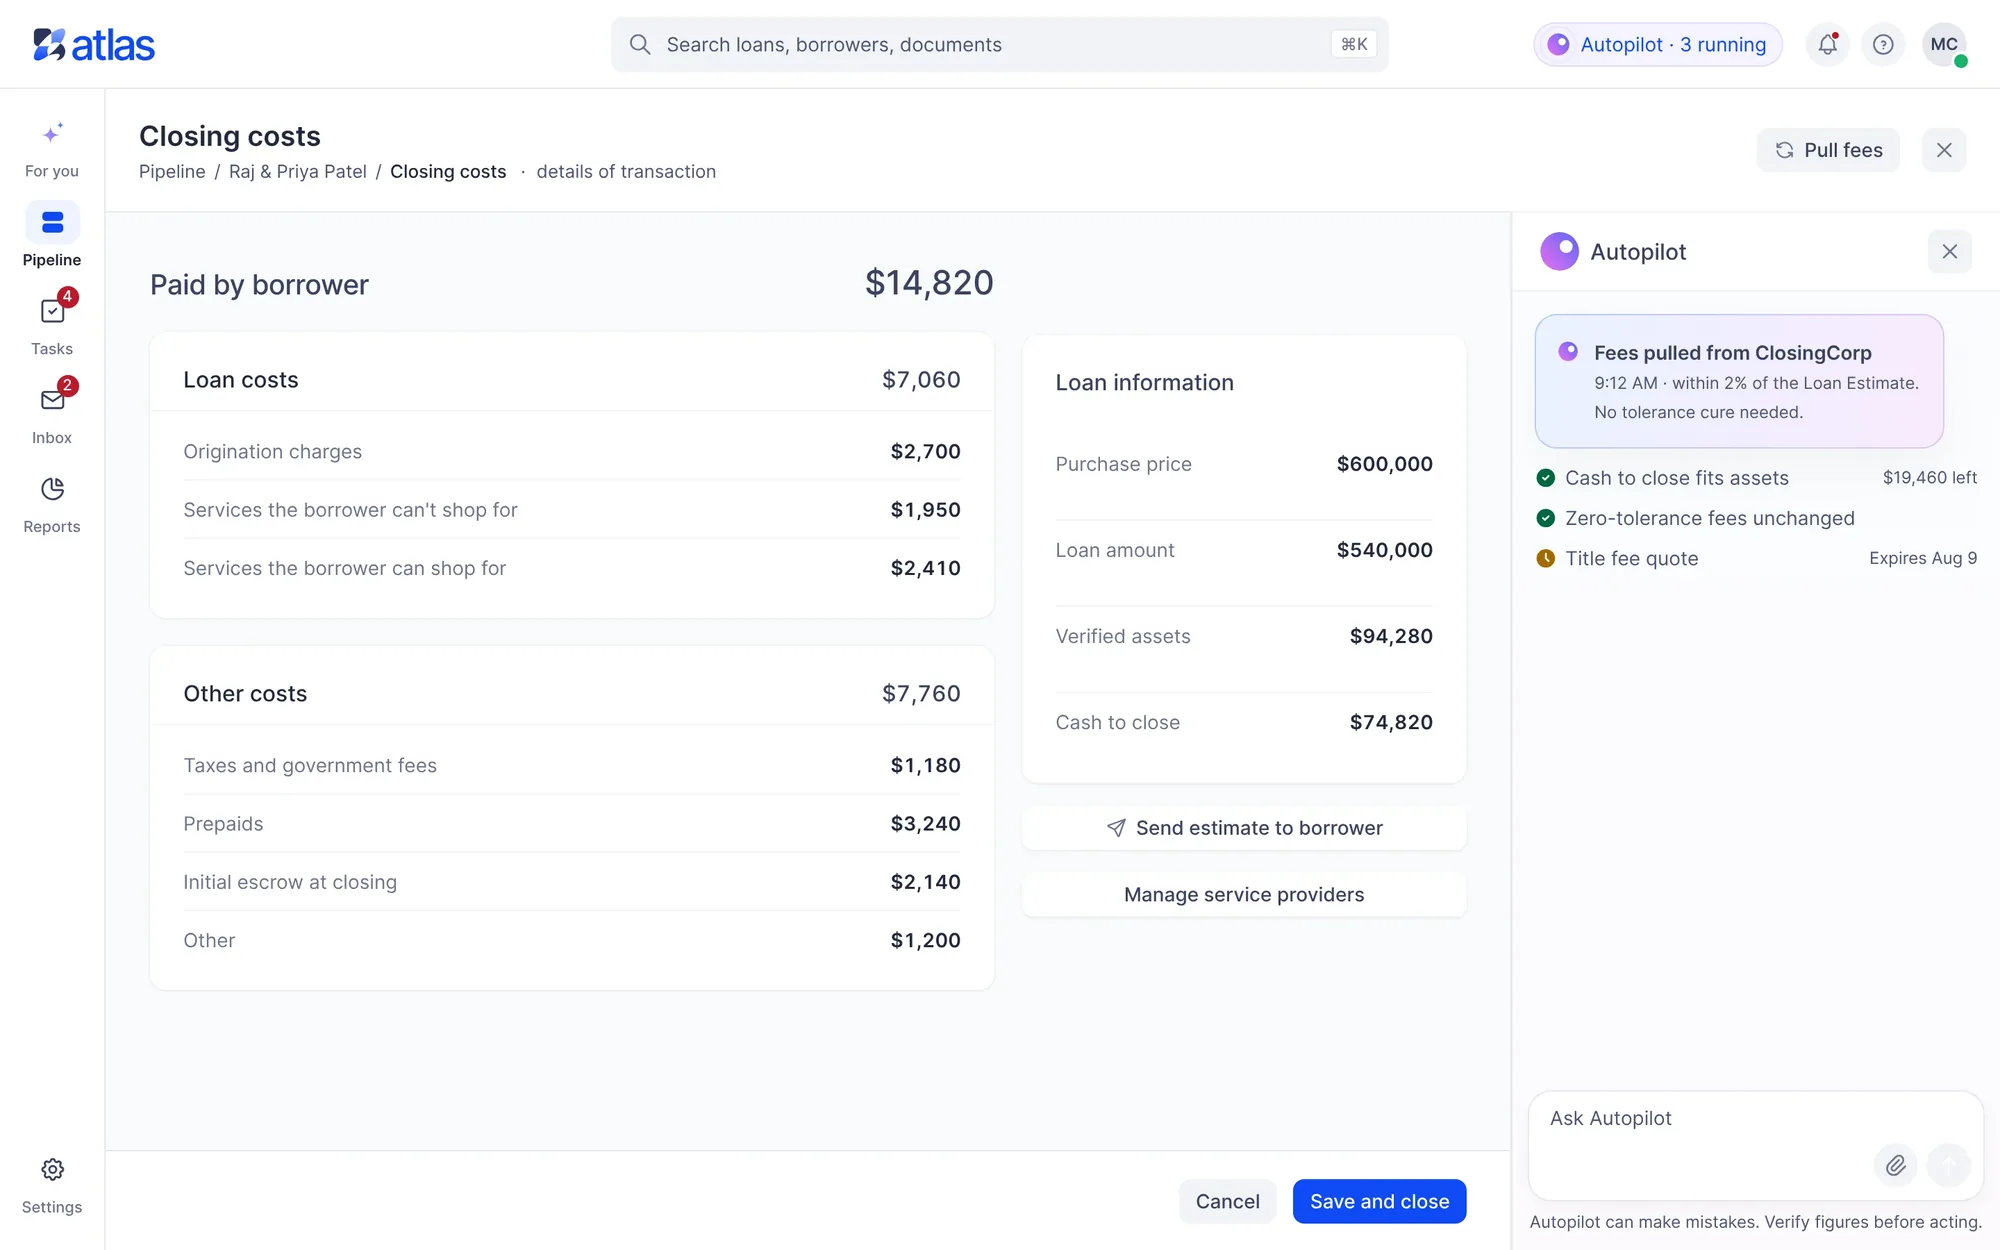 atlas
Search loans, borrowers, documents
⌘K
Autopilot · 3 running
MC
For you
Pipeline
4
Tasks
2
Inbox
Reports
Settings
Closing costs
Pipeline / Raj & Priya Patel / Closing costs · details of transaction
Pull fees
Paid by borrower $14,820
Loan costs $7,060
Origination charges $2,700
Services the borrower can't shop for $1,950
Services the borrower can shop for $2,410
Other costs $7,760
Taxes and government fees $1,180
Prepaids $3,240
Initial escrow at closing $2,140
Other $1,200
Loan information
Purchase price $600,000
Loan amount $540,000
Verified assets $94,280
Cash to close $74,820
Send estimate to borrower
Manage service providers
Cancel
Save and close
Autopilot
Fees pulled from ClosingCorp
9:12 AM · within 2% of the Loan Estimate.
No tolerance cure needed.
Cash to close fits assets $19,460 left
Zero-tolerance fees unchanged
Title fee quote Expires Aug 9
Ask Autopilot
Autopilot can make mistakes. Verify figures before acting.